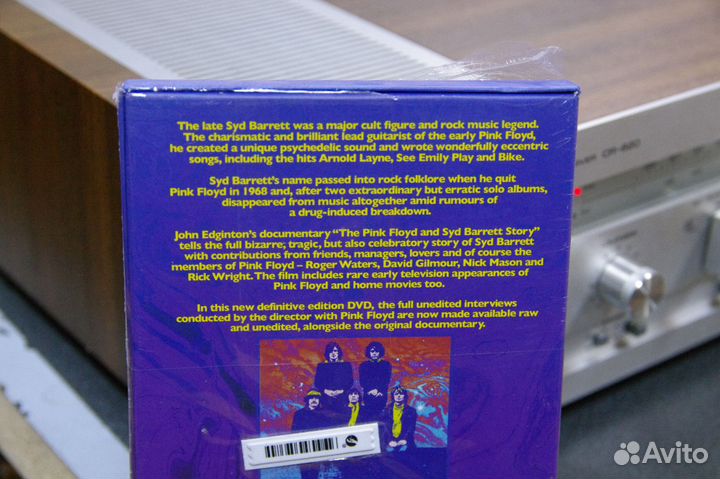 The late Syd Barrett was a major cult figure and rock music legend.
The charismatic and brilliant lead guitarist of the early Pink Floyd,
he created a unique psychedelic sound and wrote wonderfully eccentric
songs, including the hits Arnold Layne, See Emily Play and Bike.
Syd Barrett's name passed into rock folklore when he quit
Pink Floyd in 1968 and, after two extraordinary but erratic solo albums,
disappeared from music altogether amid rumours of
a drug-induced breakdown.
John Edginton's documentary "The Pink Floyd and Syd Barrett Story"
tells the full bizarre, tragic, but also celebratory story of Syd Barrett
with contributions from friends, managers, lovers and of course the
members of Pink Floyd – Roger Waters, David Gilmour, Nick Mason and
Rick Wright. The film includes rare early television appearances of
Pink Floyd and home movies too.
In this new definitive edition DVD, the full unedited interviews
conducted by the director with Pink Floyd are now made available raw
and unedited, alongside the original documentary.
CR-820
Avito